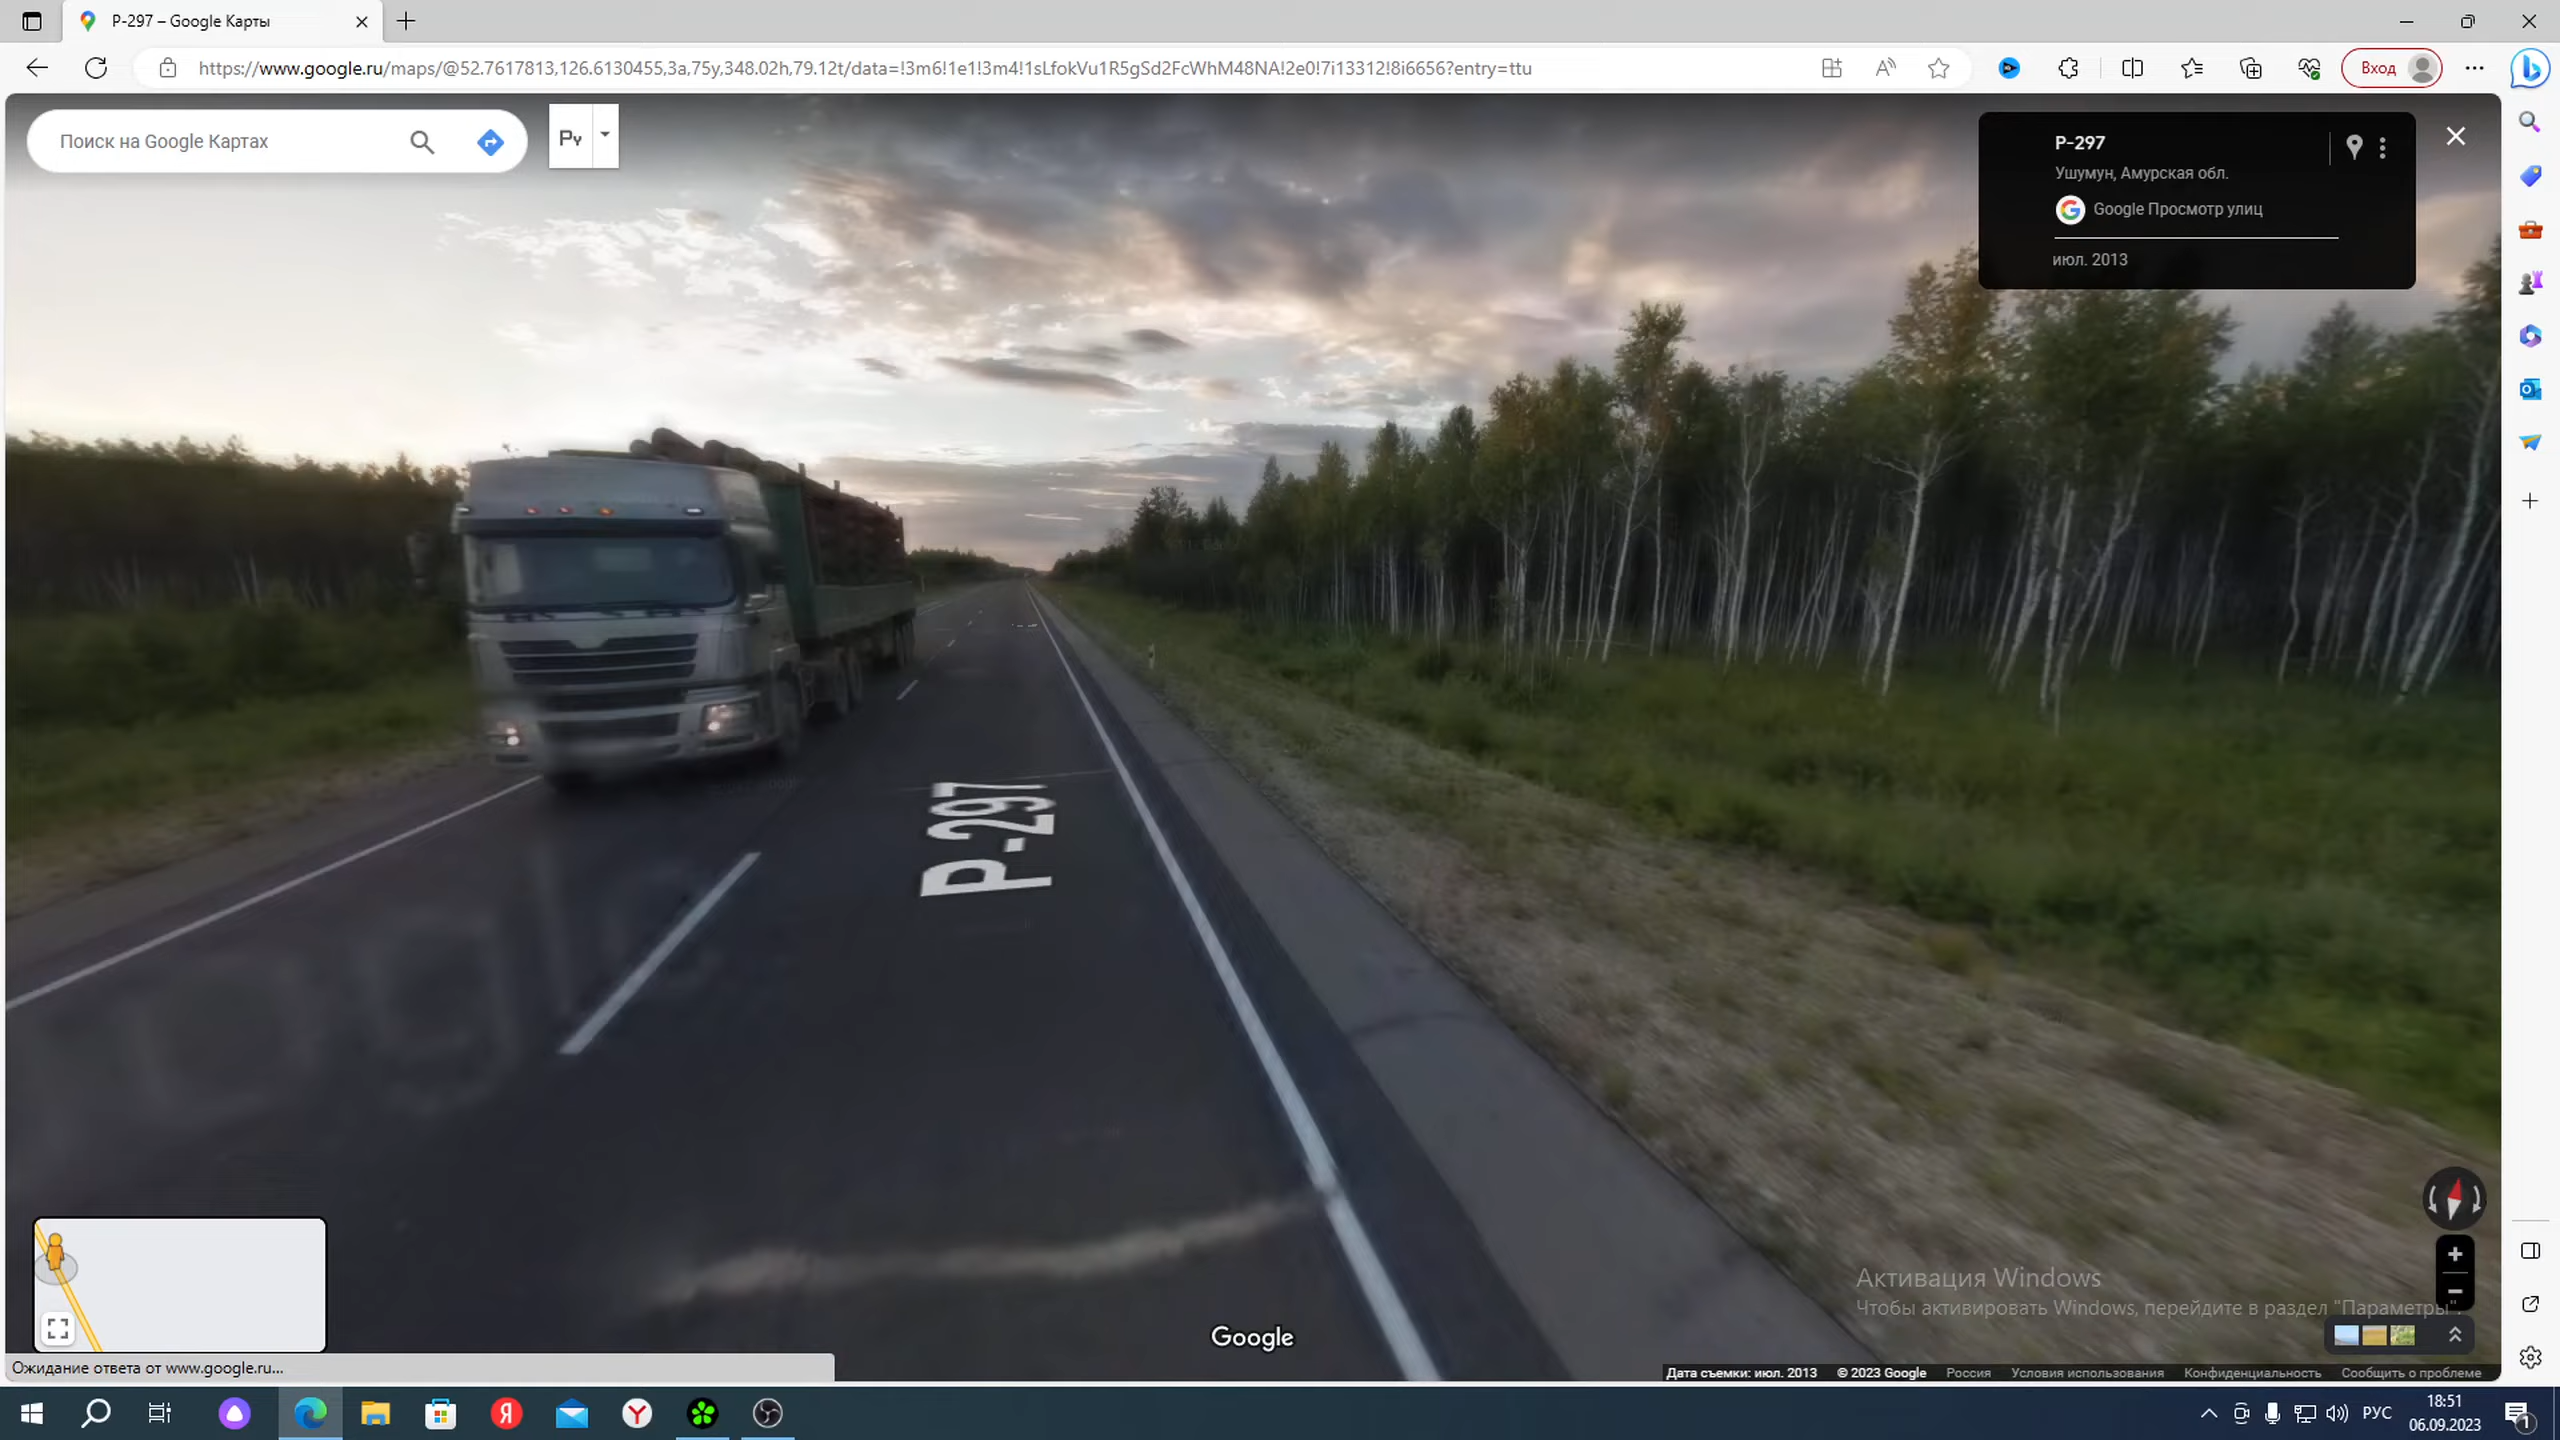 P-297 – Google Карты
https://www.google.ru/maps/@52.7617813,126.6130455,3a,75y,348.02h,79.12t/data=!3m6!1e1!3m4!1sLfokVu1R5gSd2FcWhM48NA!2e0!7i13312!8i6656?entry=ttu
Вход
Поиск на Google Картах
Ру
P-297
Ушумун, Амурская обл.
Google Просмотр улиц
июл. 2013
P-297
Активация Windows
Чтобы активировать Windows, перейдите в раздел "Параметры".
Google
Ожидание ответа от www.google.ru...
Дата съемки: июл. 2013 © 2023 Google Россия Условия использования Конфиденциальность Сообщить о проблеме
18:51
РУС
06.09.2023
1